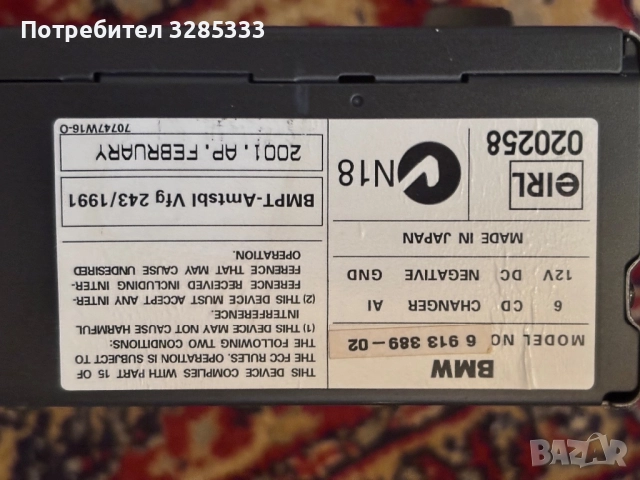 Потребител 3285333
BMW
MODEL NO 6 913 389-02
6 CD CHANGER AI
12V DC NEGATIVE GND
MADE IN JAPAN
eIRL
020258
N18
THIS DEVICE COMPLIES WITH PART 15 OF
THE FCC RULES. OPERATION IS SUBJECT TO
THE FOLLOWING TWO CONDITIONS:
(1) THIS DEVICE MAY NOT CAUSE HARMFUL
INTERFERENCE.
(2) THIS DEVICE MUST ACCEPT ANY INTER-
FERENCE RECEIVED INCLUDING INTER-
FERENCE THAT MAY CAUSE UNDESIRED
OPERATION.
BMPT-Amtsbl Vfg 243/1991
2001. AP. FEBRUARY
70747W16-0
BAZAR